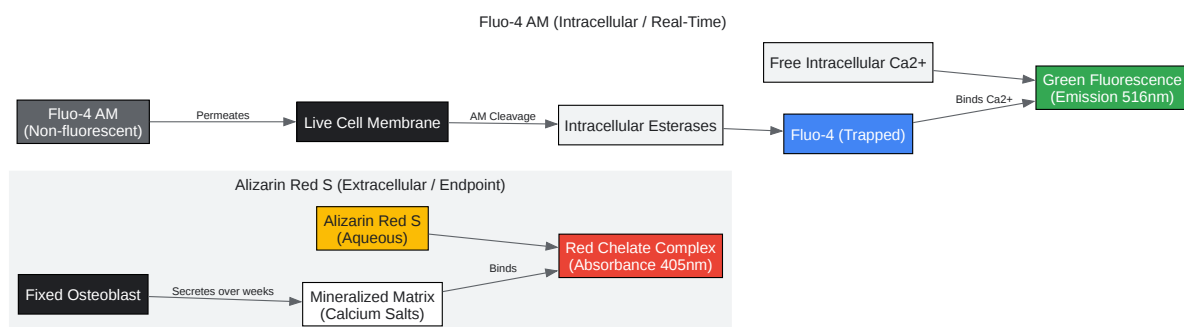 Fluo-4 AM (Intracellular / Real-Time)
Free Intracellular Ca2+
Green Fluorescence
(Emission 516nm)
Fluo-4 AM
(Non-fluorescent)
Permeates
Live Cell Membrane
AM Cleavage
Intracellular Esterases
Fluo-4 (Trapped)
Binds Ca2+
Alizarin Red S (Extracellular / Endpoint)
Alizarin Red S
(Aqueous)
Red Chelate Complex
(Absorbance 405nm)
Fixed Osteoblast
Secretes over weeks
Mineralized Matrix
(Calcium Salts)
Binds